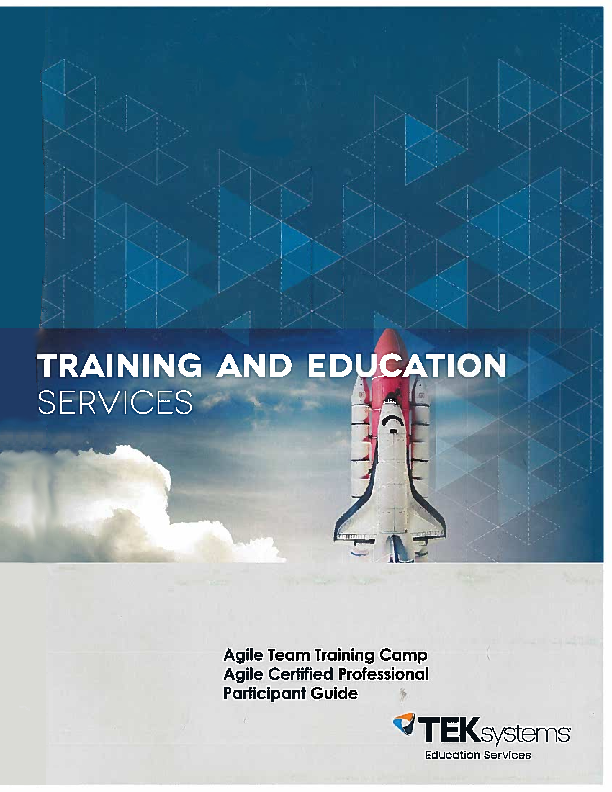 TRAINING AND EDUCATION
SERVICES
Agile Team Training Camp
Agile Certified Professional
Participant Guide
TEKsystems
Education Services